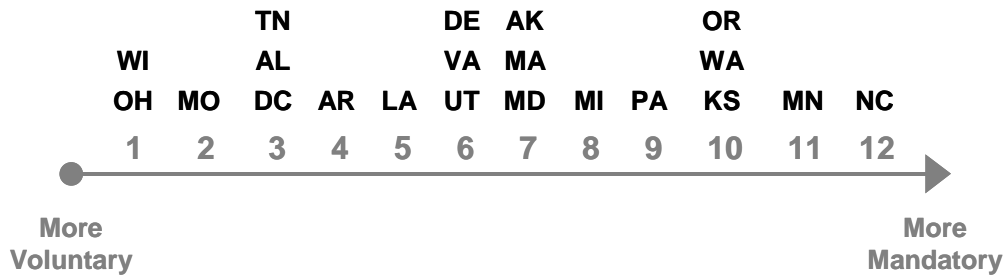 TN DE AK OR
WI AL VA MA WA
OH MO DC AR LA UT MD MI PA KS MN NC
1 2 3 4 5 6 7 8 9 10 11 12
More More
Voluntary Mandatory